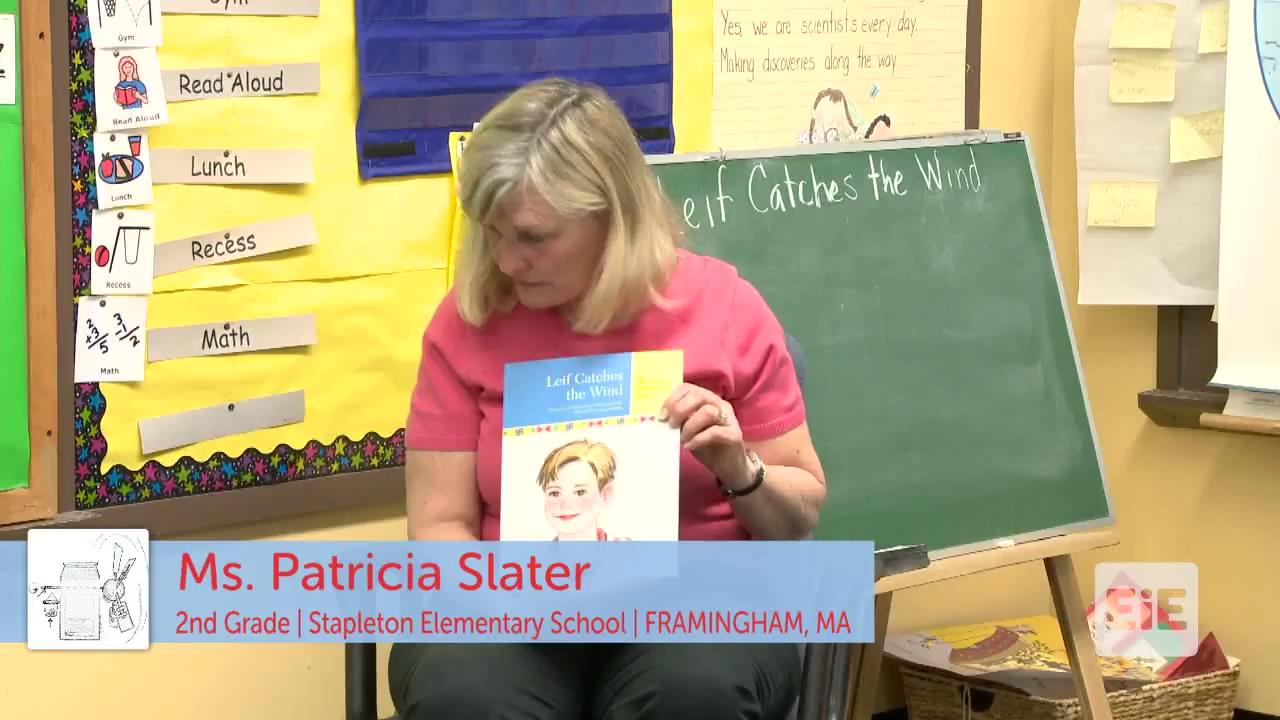 Gym
Gym
Read Aloud
Read Aloud
Lunch
Lunch
Recess
Recess
Math
Math
Yes, we are scientists every day,
Making discoveries along the way
Leif Catches the Wind
Leif Catches
the Wind
Ms. Patricia Slater
2nd Grade | Stapleton Elementary School | FRAMINGHAM, MA
EiE